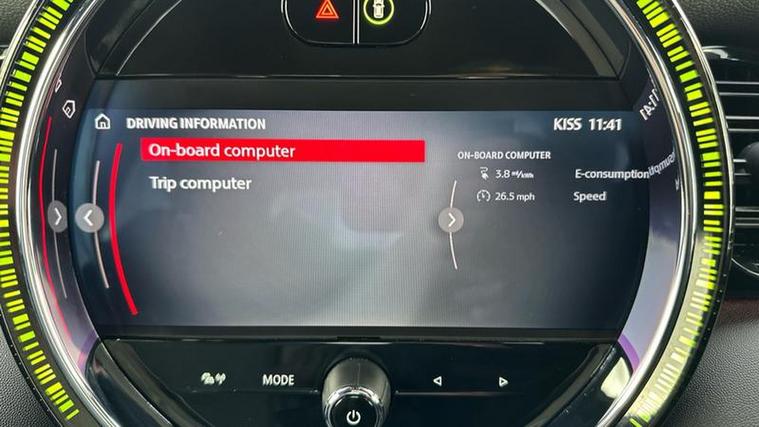 DRIVING INFORMATION KISS 11:41
On-board computer
Trip computer
ON-BOARD COMPUTER
3.8 mi/kWh E-consumption
26.5 mph Speed
MODE